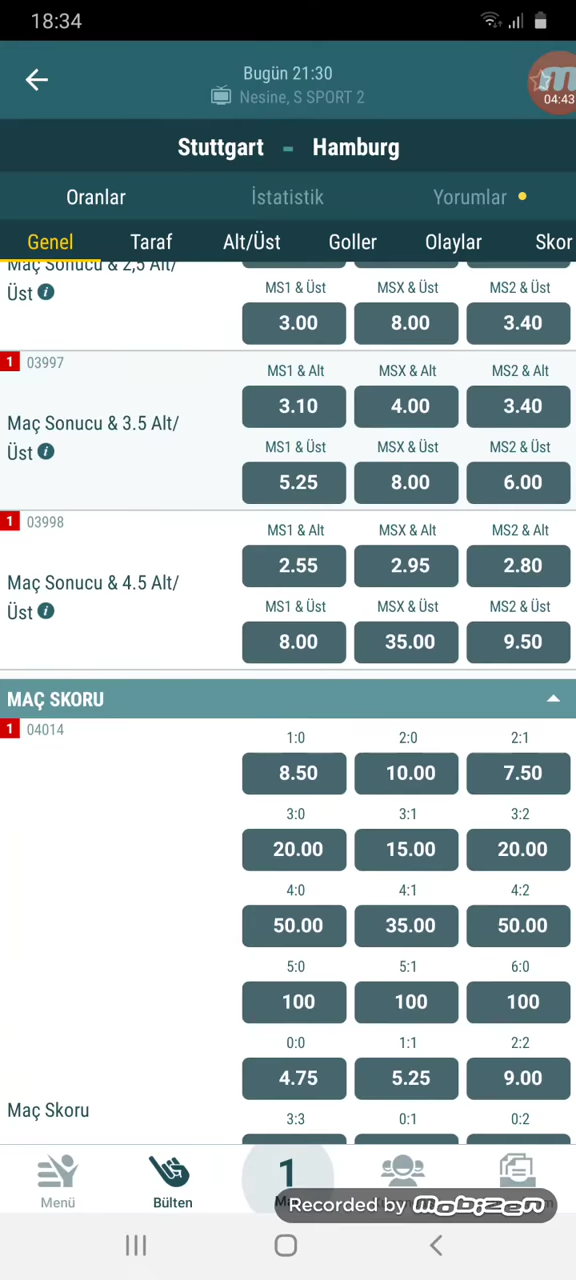 18:34
Bugün 21:30
Nesine, S SPORT 2
04:43
Stuttgart - Hamburg
Oranlar İstatistik Yorumlar
Genel Taraf Alt/Üst Goller Olaylar Skor
Maç Sonucu & 2,5 Alt/
Üst
MS1 & Üst MSX & Üst MS2 & Üst
3.00 8.00 3.40
1 03997
MS1 & Alt MSX & Alt MS2 & Alt
3.10 4.00 3.40
Maç Sonucu & 3.5 Alt/
Üst
MS1 & Üst MSX & Üst MS2 & Üst
5.25 8.00 6.00
1 03998
MS1 & Alt MSX & Alt MS2 & Alt
2.55 2.95 2.80
Maç Sonucu & 4.5 Alt/
Üst
MS1 & Üst MSX & Üst MS2 & Üst
8.00 35.00 9.50
MAÇ SKORU
1 04014
1:0 2:0 2:1
8.50 10.00 7.50
3:0 3:1 3:2
20.00 15.00 20.00
4:0 4:1 4:2
50.00 35.00 50.00
5:0 5:1 6:0
100 100 100
0:0 1:1 2:2
4.75 5.25 9.00
Maç Skoru
3:3 0:1 0:2
1
Menü Bülten
Recorded by mobizen